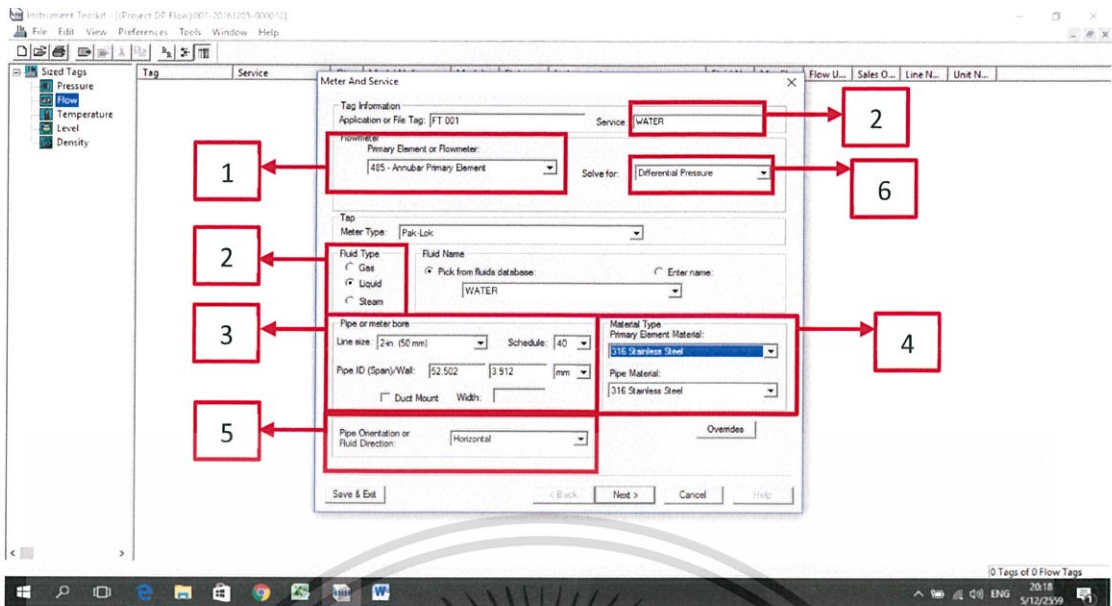 Instrument Toolkit - [(Project DP Flow):001-20161205-000010]
File Edit View Preferences Tools Window Help
Sized Tags
Pressure
Flow
Temperature
Level
Density
Tag Service Flow U... Sales O... Line N... Unit N...
Meter And Service
Tag Information
Application or File Tag: FT 001 Service: WATER
2
Flowmeter
Primary Element or Flowmeter:
485 - Annubar Primary Element
1
Solve for: Differential Pressure
6
Tap
Meter Type: Pak-Lok
2
Fluid Type
Gas
Liquid
Steam
Fluid Name
Pick from fluids database: Enter name:
WATER
3
Pipe or meter bore
Line size: 2-in. (50 mm) Schedule: 40
Pipe ID (Span)/Wall: 52.502 3.912 mm
Duct Mount Width:
Material Type
Primary Element Material:
316 Stainless Steel
Pipe Material:
316 Stainless Steel
4
5
Pipe Orientation or
Fluid Direction: Horizontal
Overrides
Save & Exit < Back Next > Cancel Help
0 Tags of 0 Flow Tags
ENG 20:18
5/12/2559